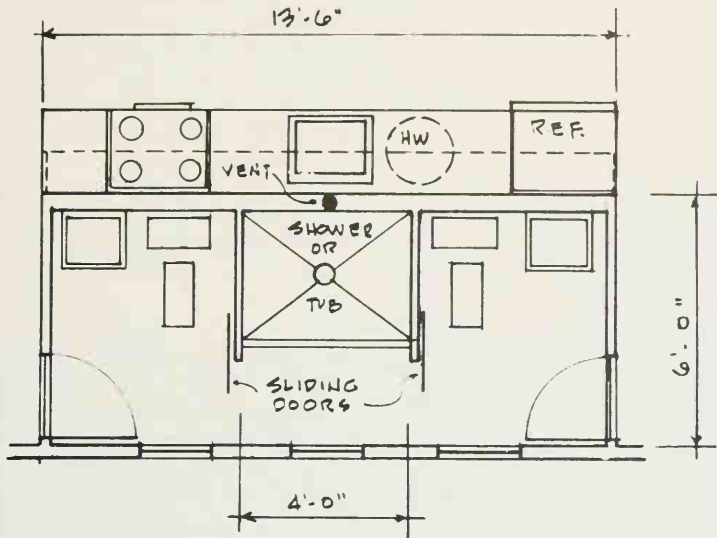 13'-6"
HW
REF.
VENT
SHOWER
OR
TUB
6'-0"
SLIDING
DOORS
4'-0"